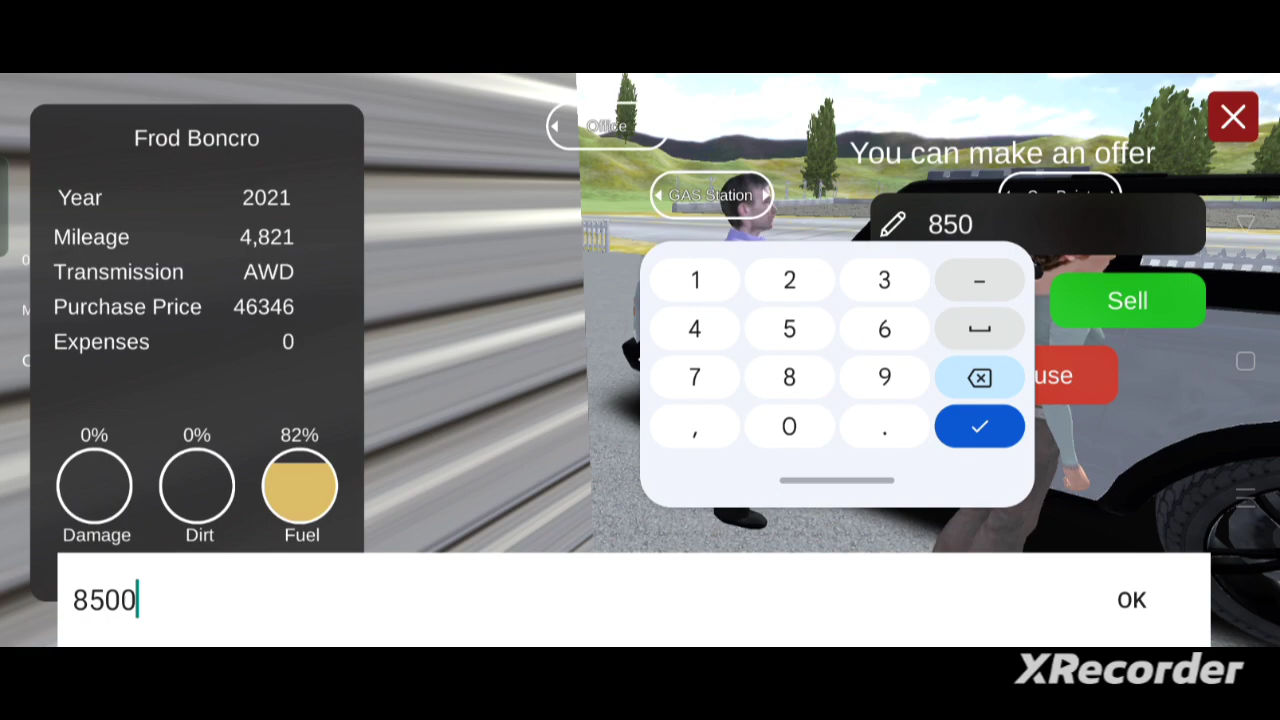 Frod Boncro
Year 2021
Mileage 4,821
Transmission AWD
Purchase Price 46346
Expenses 0
0% 0% 82%
Damage Dirt Fuel
Office
GAS Station
You can make an offer
850
Sell
use
1 2 3 –
4 5 6
7 8 9
, 0 .
8500
OK
XRecorder